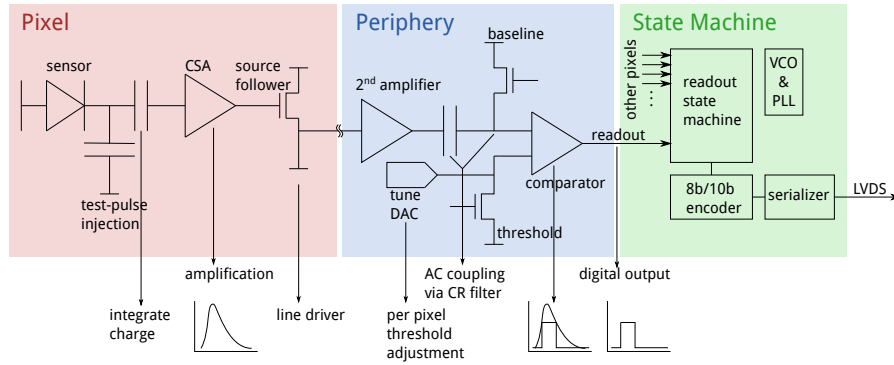 Pixel
Periphery
State Machine
sensor
CSA
source
follower
2nd amplifier
baseline
other pixels
...
readout
state
machine
VCO
&
PLL
readout
test-pulse
injection
tune
DAC
comparator
threshold
8b/10b
encoder
serializer
LVDS
amplification
AC coupling
via CR filter
digital output
integrate
charge
line driver
per pixel
threshold
adjustment